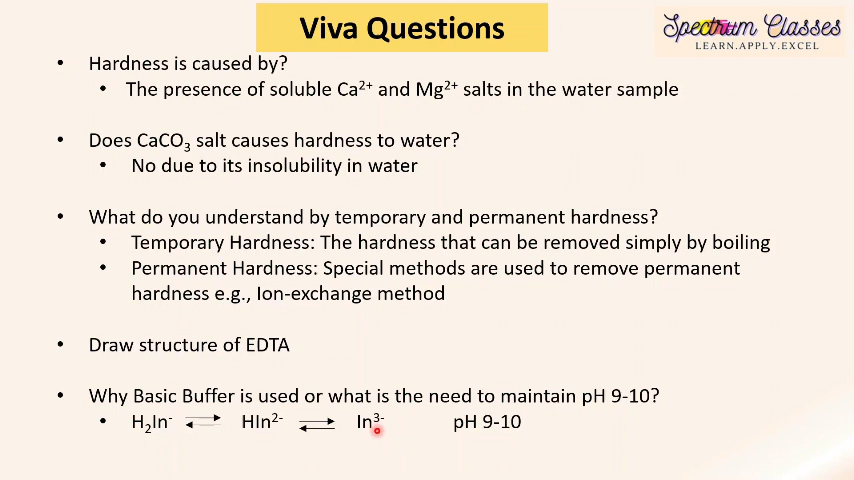 Viva Questions
Spectrum Classes
LEARN.APPLY.EXCEL
• Hardness is caused by?
• The presence of soluble Ca²⁺ and Mg²⁺ salts in the water sample
• Does CaCO₃ salt causes hardness to water?
• No due to its insolubility in water
• What do you understand by temporary and permanent hardness?
• Temporary Hardness: The hardness that can be removed simply by boiling
• Permanent Hardness: Special methods are used to remove permanent
hardness e.g., Ion-exchange method
• Draw structure of EDTA
• Why Basic Buffer is used or what is the need to maintain pH 9-10?
• H₂In⁻ ⇌ HIn²⁻ ⇌ In³⁻ pH 9-10